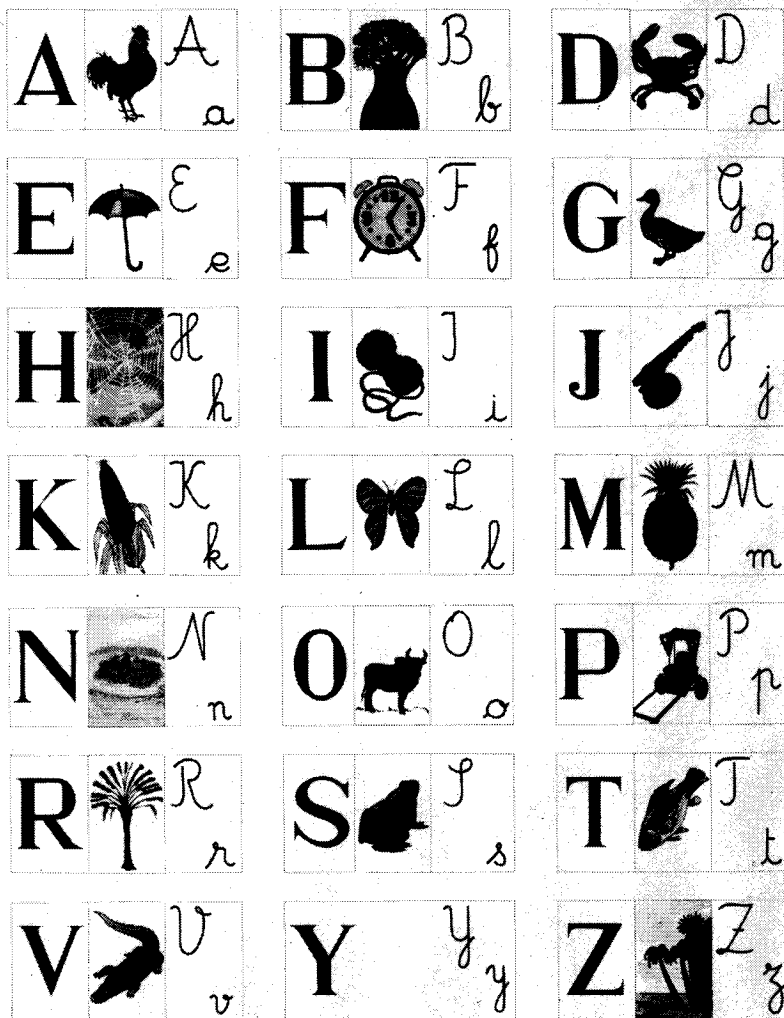 A A a B B b D D d
E E e F F f G G g
H H h I I i J J j
K K k L L l M M m
N N n O O o P P p
R R r S S s T T t
V V v Y Y y Z Z z